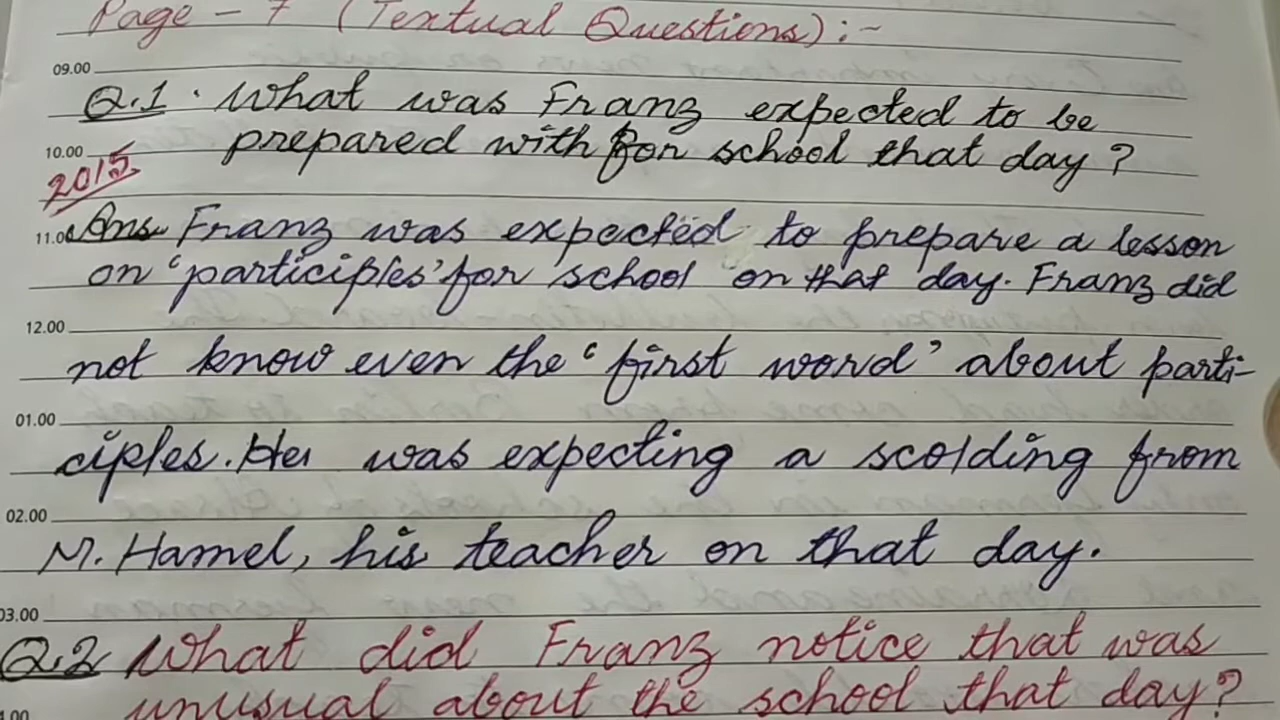 Page - 7 (Textual Questions) :-
09.00
Q.1. What was Franz expected to be
10.00 prepared with for school that day?
2015
11.00 Ans Franz was expected to prepare a lesson
on 'participles' for school on that day. Franz did
12.00
not know even the 'first word' about parti-
01.00
ciples. He was expecting a scolding from
02.00
M. Hamel, his teacher on that day.
03.00
Q.2 What did Franz notice that was
unusual about the school that day?